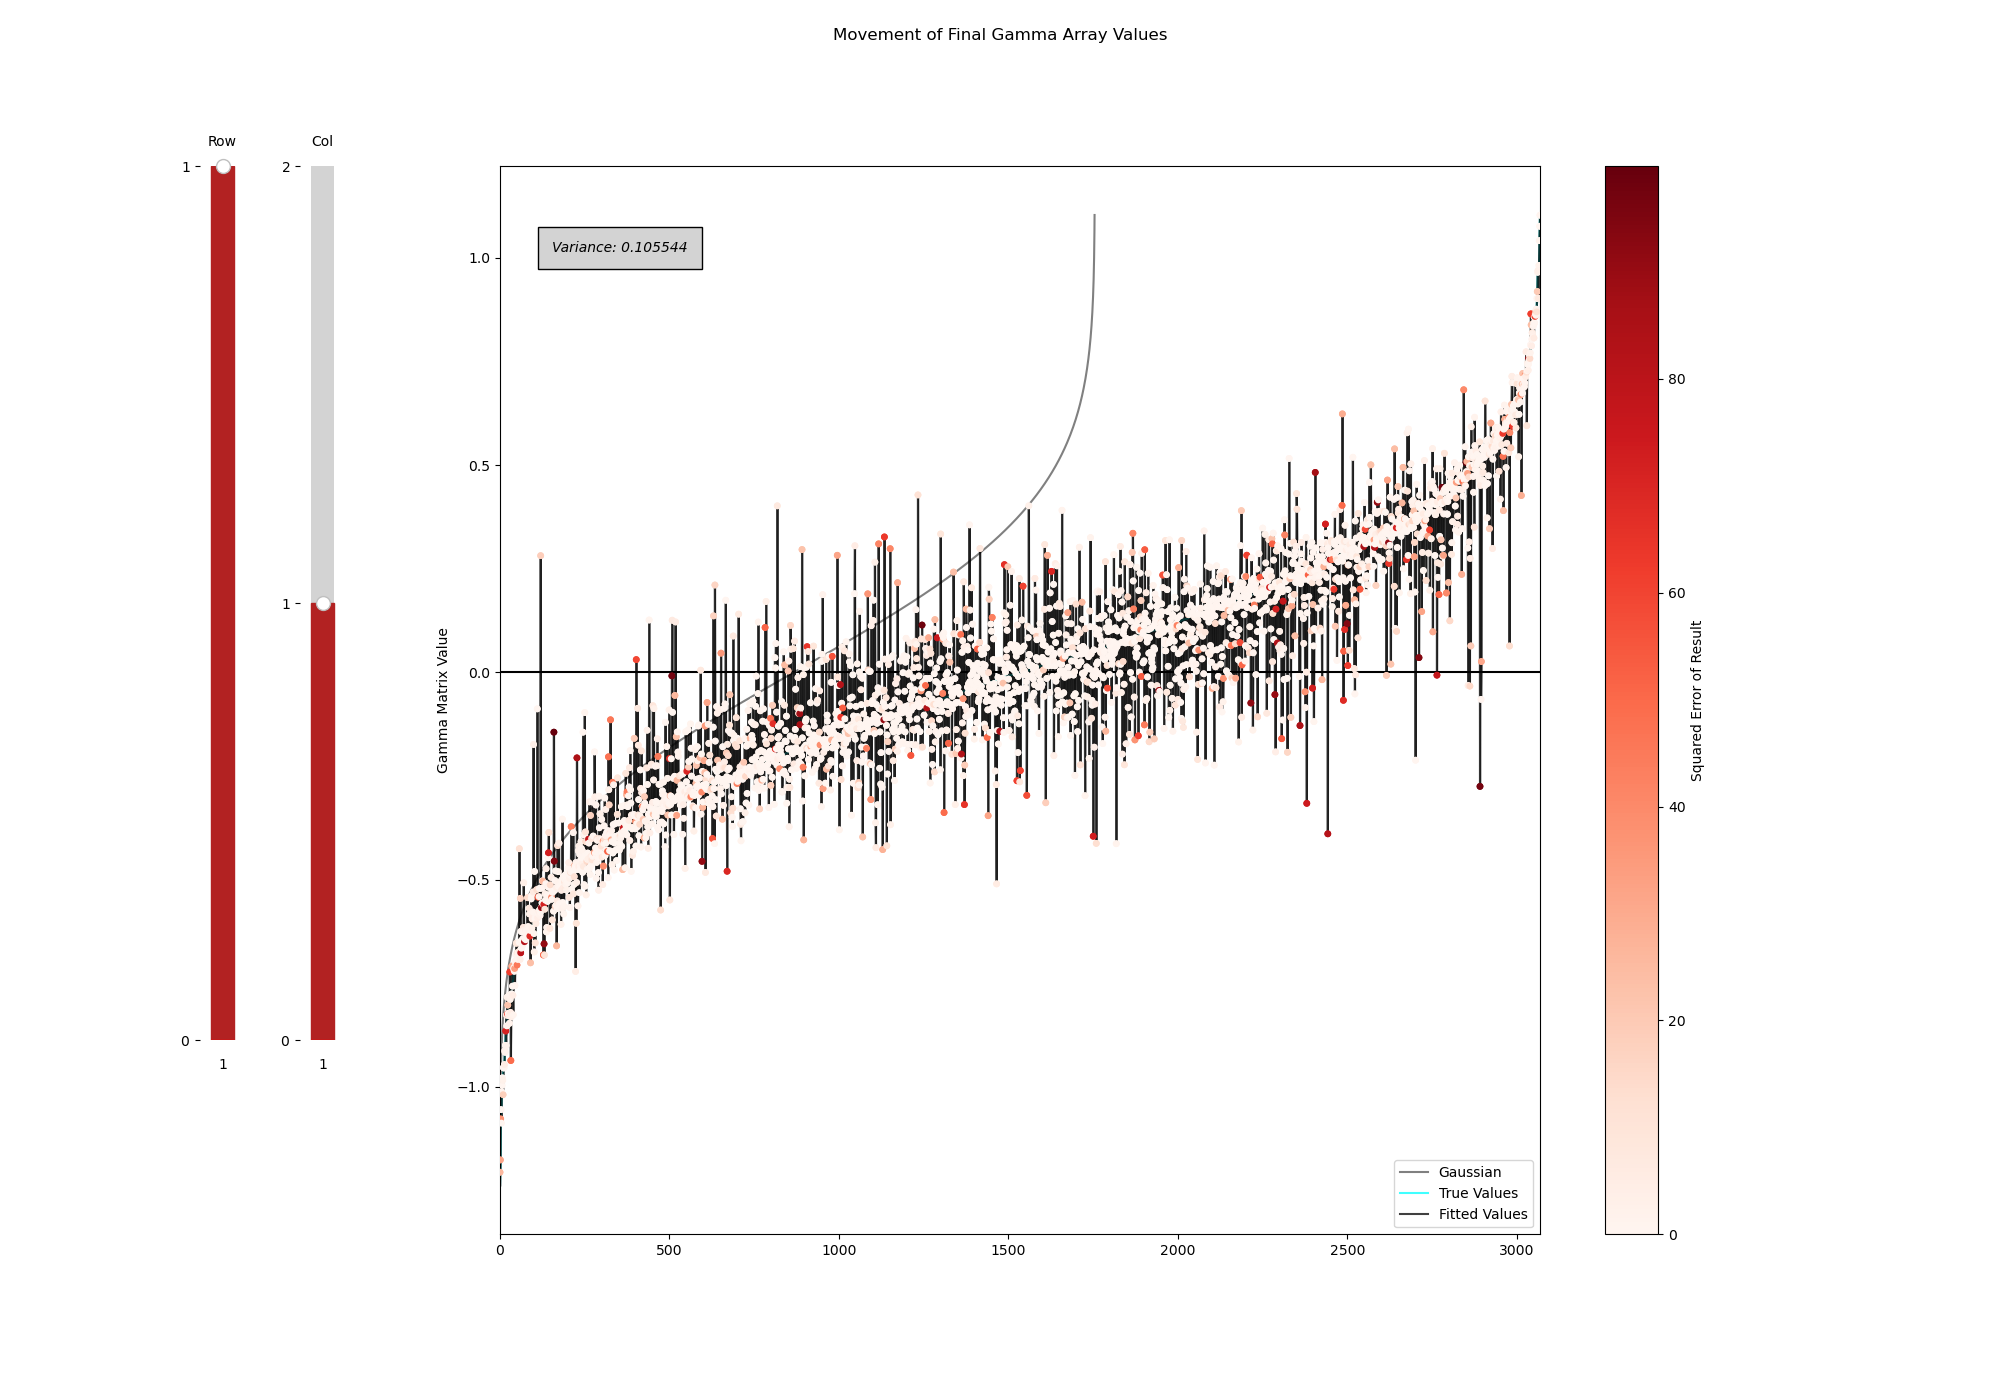 Movement of Final Gamma Array Values
Row
Col
1
2
1
0
0
1
1
Gamma Matrix Value
1.0
0.5
0.0
−0.5
−1.0
Variance: 0.105544
Gaussian
True Values
Fitted Values
0 500 1000 1500 2000 2500 3000
80
60
40
20
0
Squared Error of Result